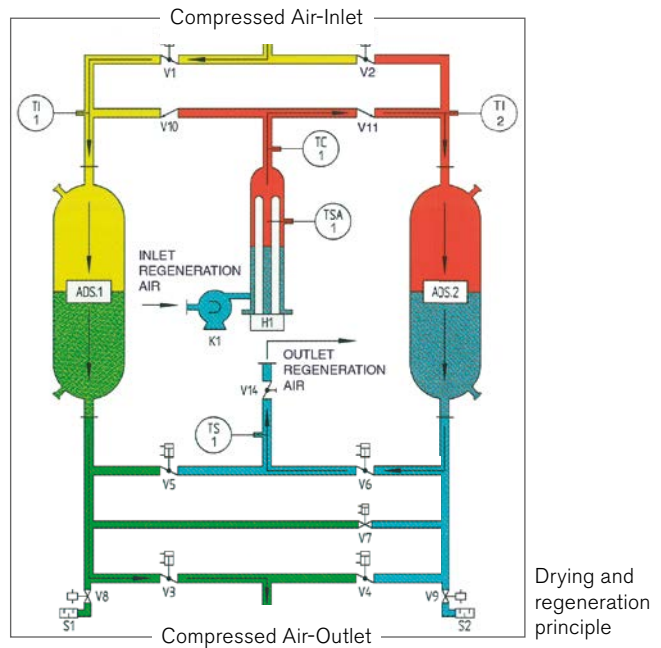 Compressed Air-Inlet
V1
V2
TI
1
V10
V11
TI
2
TC
1
TSA
1
INLET
REGENERATION
AIR
ADS.1
ADS.2
K1
H1
OUTLET
REGENERATION
AIR
V14
TS
1
V5
V6
V7
V3
V4
V8
V9
S1
S2
Compressed Air-Outlet
Drying and
regeneration
principle